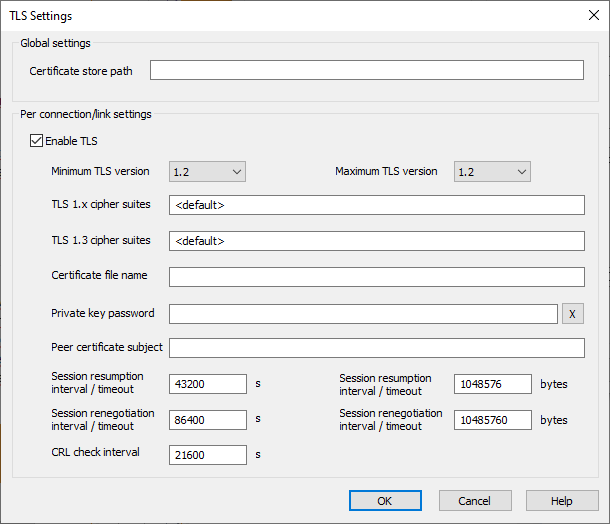 TLS Settings
Global settings
Certificate store path
Per connection/link settings
Enable TLS
Minimum TLS version 1.2 Maximum TLS version 1.2
TLS 1.x cipher suites <default>
TLS 1.3 cipher suites <default>
Certificate file name
Private key password X
Peer certificate subject
Session resumption
interval / timeout 43200 s
Session resumption
interval / timeout 1048576 bytes
Session renegotiation
interval / timeout 86400 s
Session renegotiation
interval / timeout 10485760 bytes
CRL check interval 21600 s
OK Cancel Help